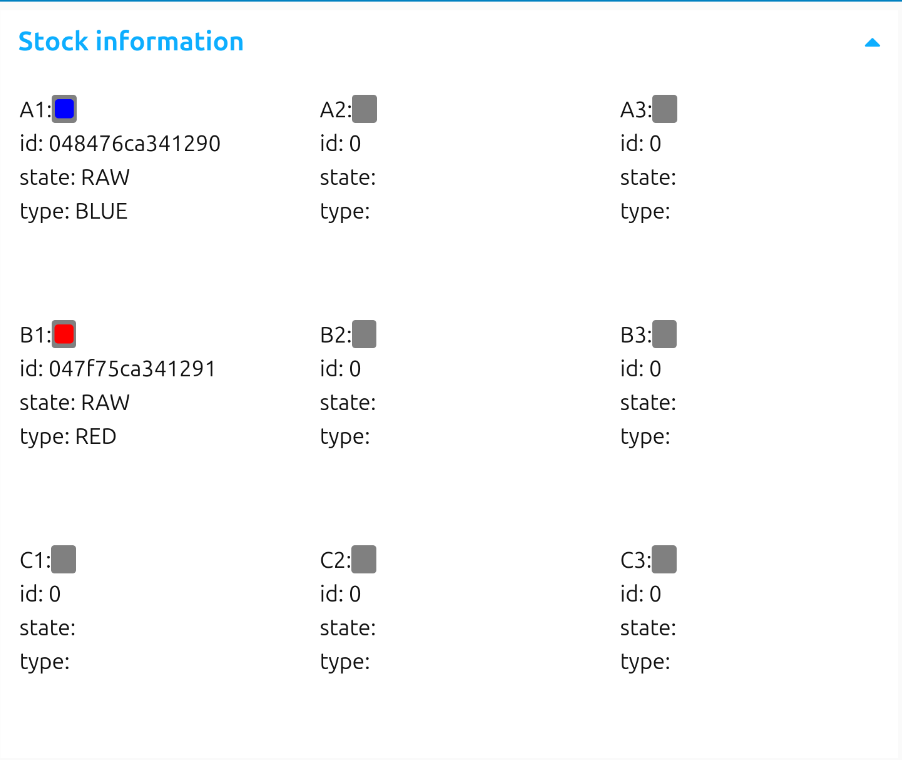 Stock information
A1:
id: 048476ca341290
state: RAW
type: BLUE
A2:
id: 0
state:
type:
A3:
id: 0
state:
type:
B1:
id: 047f75ca341291
state: RAW
type: RED
B2:
id: 0
state:
type:
B3:
id: 0
state:
type:
C1:
id: 0
state:
type:
C2:
id: 0
state:
type:
C3:
id: 0
state:
type: